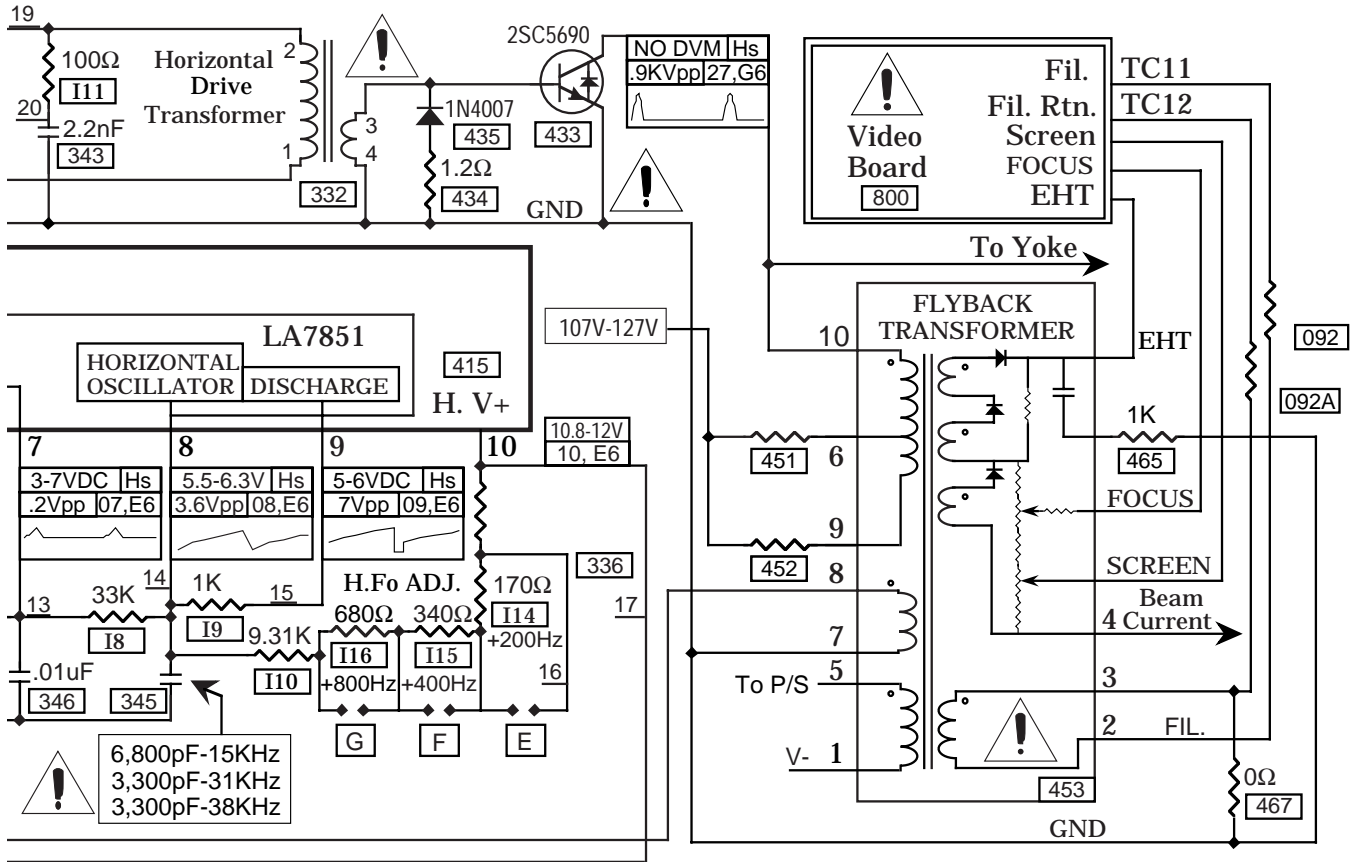 19
100Ω
I11
20
2.2nF
343
Horizontal
Drive
Transformer
2
1
3
4
332
1N4007
435
1.2Ω
434
2SC5690
433
GND
NO DVM Hs
.9KVpp 27,G6
Video
Board
800
Fil.
Fil. Rtn.
Screen
FOCUS
EHT
TC11
TC12
To Yoke
LA7851
HORIZONTAL
OSCILLATOR
DISCHARGE
415
H. V+
107V-127V
FLYBACK
TRANSFORMER
10
6
9
8
7
5
1
EHT
092
092A
1K
465
451
452
FOCUS
SCREEN
Beam
4 Current
3
2 FIL.
To P/S
V-
453
0Ω
467
GND
7
8
9
10
10.8-12V
10, E6
3-7VDC Hs
.2Vpp 07,E6
5.5-6.3V Hs
3.6Vpp 08,E6
5-6VDC Hs
7Vpp 09,E6
13
33K
I8
14
1K
I9
15
H.Fo ADJ.
336
17
9.31K
I10
680Ω
I16
+800Hz
340Ω
I15
+400Hz
170Ω
I14
+200Hz
16
.01uF
346
345
G
F
E
6,800pF-15KHz
3,300pF-31KHz
3,300pF-38KHz